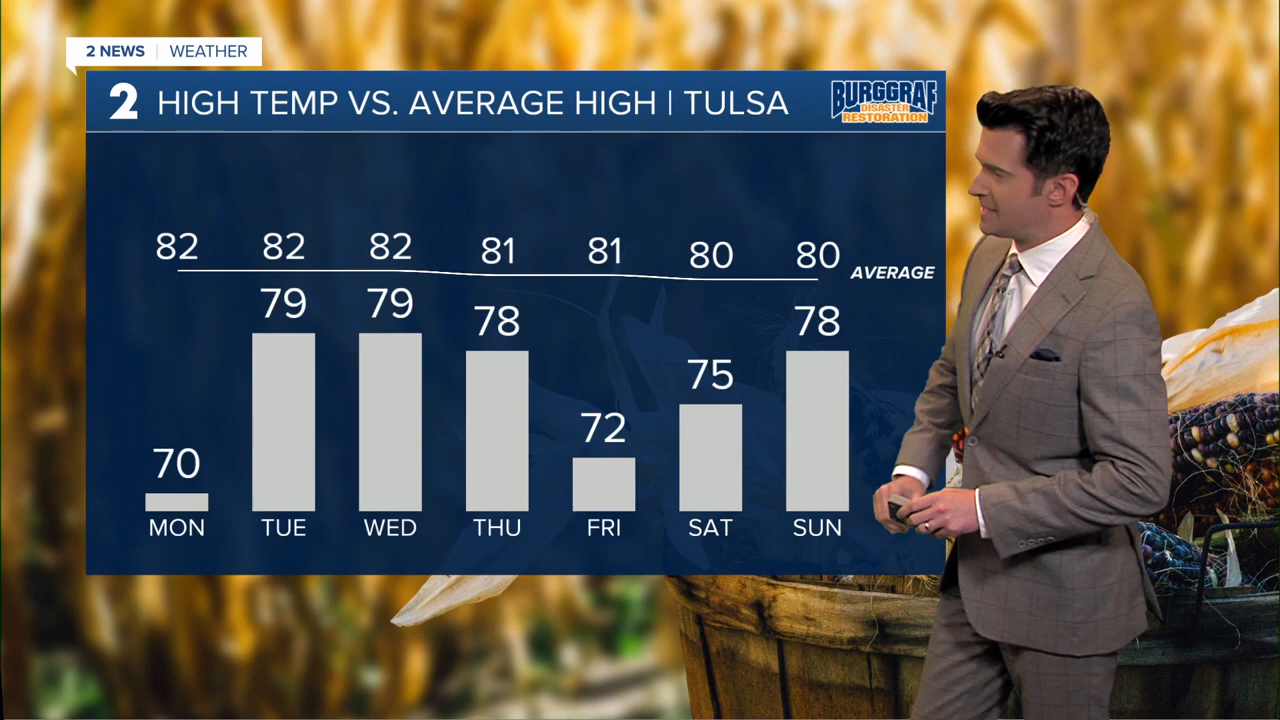 2 NEWS | WEATHER
2 HIGH TEMP VS. AVERAGE HIGH | TULSA
BURGGRAF
DISASTER
RESTORATION
82 82 82 81 81 80 80
AVERAGE
70 79 79 78 72 75 78
MON TUE WED THU FRI SAT SUN